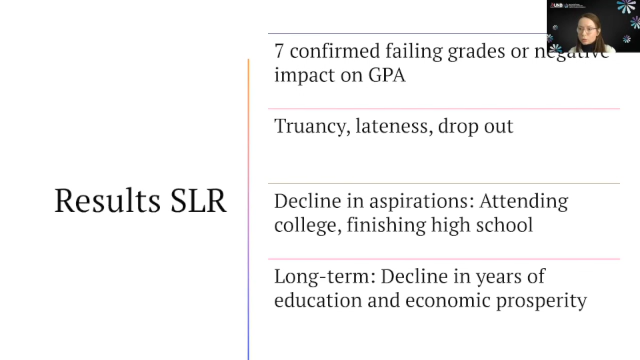 UNB
7 confirmed failing grades or negative
impact on GPA
Truancy, lateness, drop out
Results SLR
Decline in aspirations: Attending
college, finishing high school
Long-term: Decline in years of
education and economic prosperity